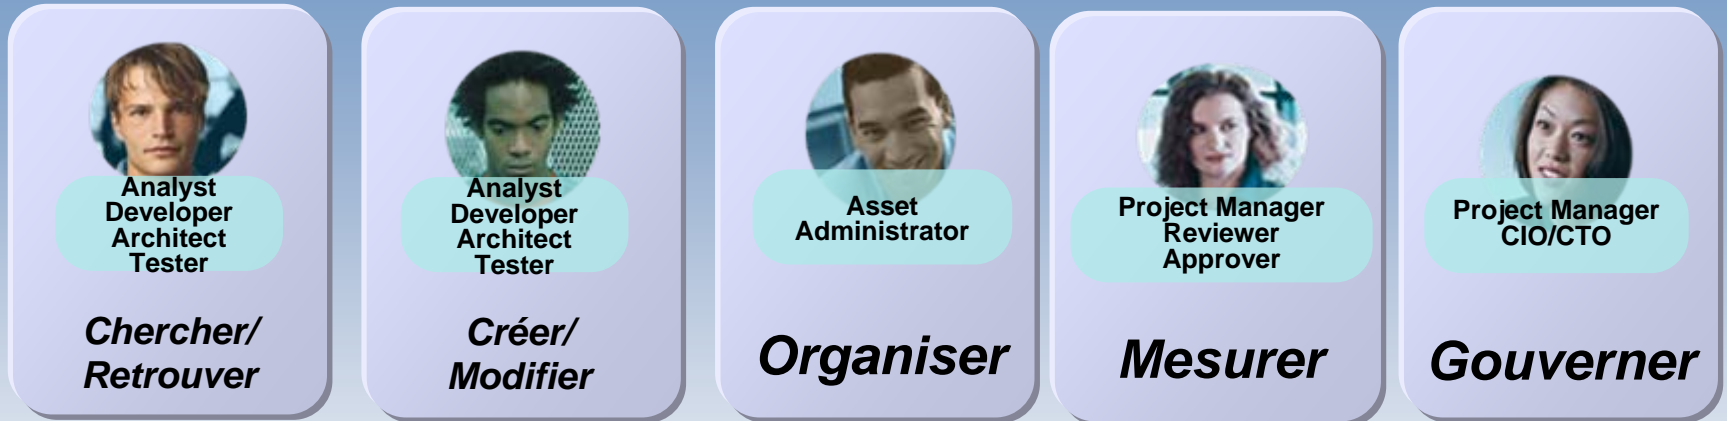 Analyst
Developer
Architect
Tester
Chercher/
Retrouver
Analyst
Developer
Architect
Tester
Créer/
Modifier
Asset
Administrator
Organiser
Project Manager
Reviewer
Approver
Mesurer
Project Manager
CIO/CTO
Gouverner